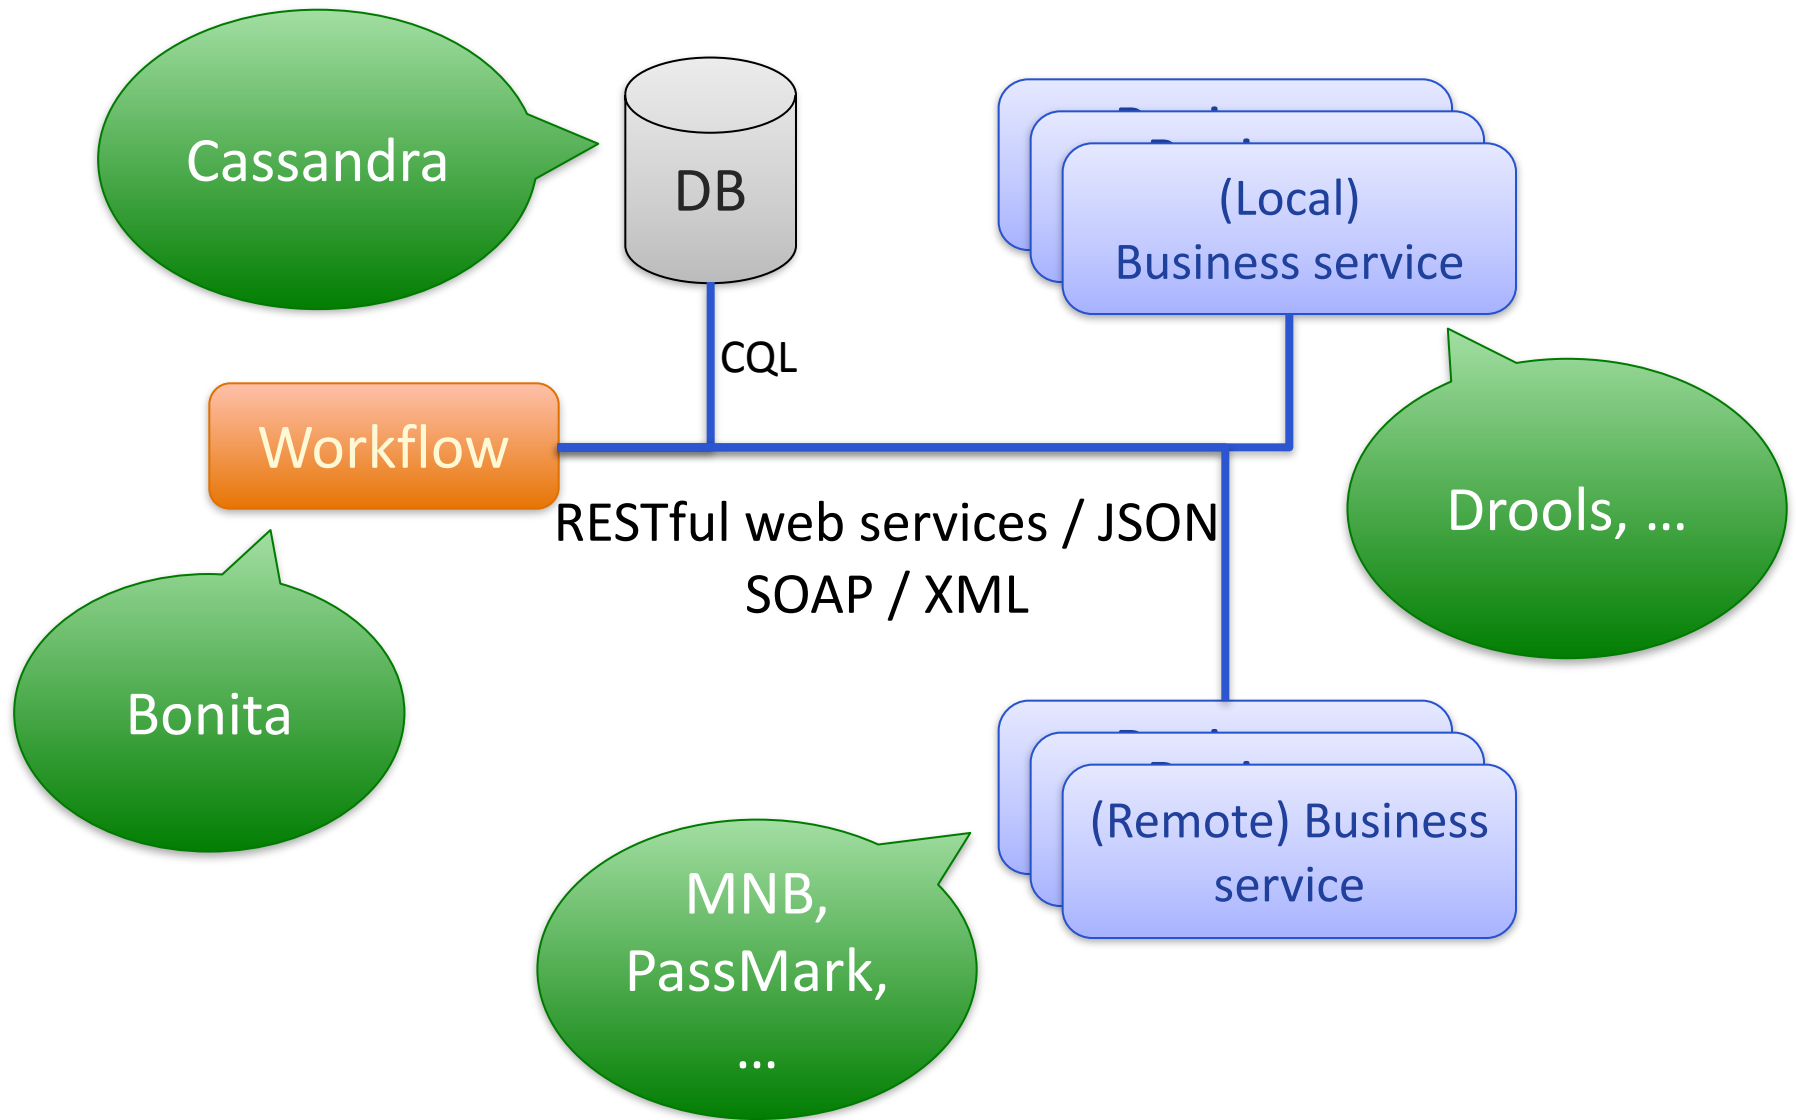 Cassandra
DB
(Local)
Business service
CQL
Workflow
RESTful web services / JSON
SOAP / XML
Drools, ...
Bonita
(Remote) Business
service
MNB,
PassMark,
...